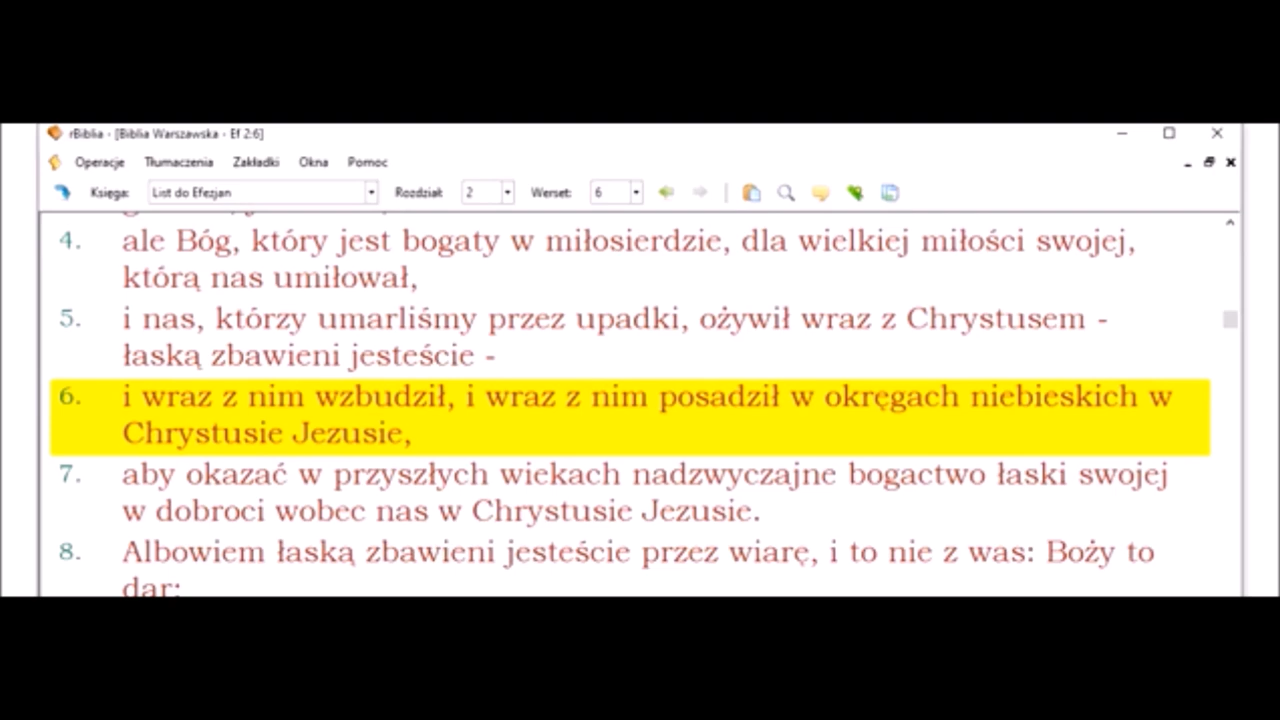 rBiblia - [Biblia Warszawska - Ef 2:6]
Operacje Tłumaczenia Zakładki Okna Pomoc
Księga: List do Efezjan Rozdział: 2 Werset: 6
4. ale Bóg, który jest bogaty w miłosierdzie, dla wielkiej miłości swojej,
którą nas umiłował,
5. i nas, którzy umarliśmy przez upadki, ożywił wraz z Chrystusem -
łaską zbawieni jesteście -
6. i wraz z nim wzbudził, i wraz z nim posadził w okręgach niebieskich w
Chrystusie Jezusie,
7. aby okazać w przyszłych wiekach nadzwyczajne bogactwo łaski swojej
w dobroci wobec nas w Chrystusie Jezusie.
8. Albowiem łaską zbawieni jesteście przez wiarę, i to nie z was: Boży to
dar;